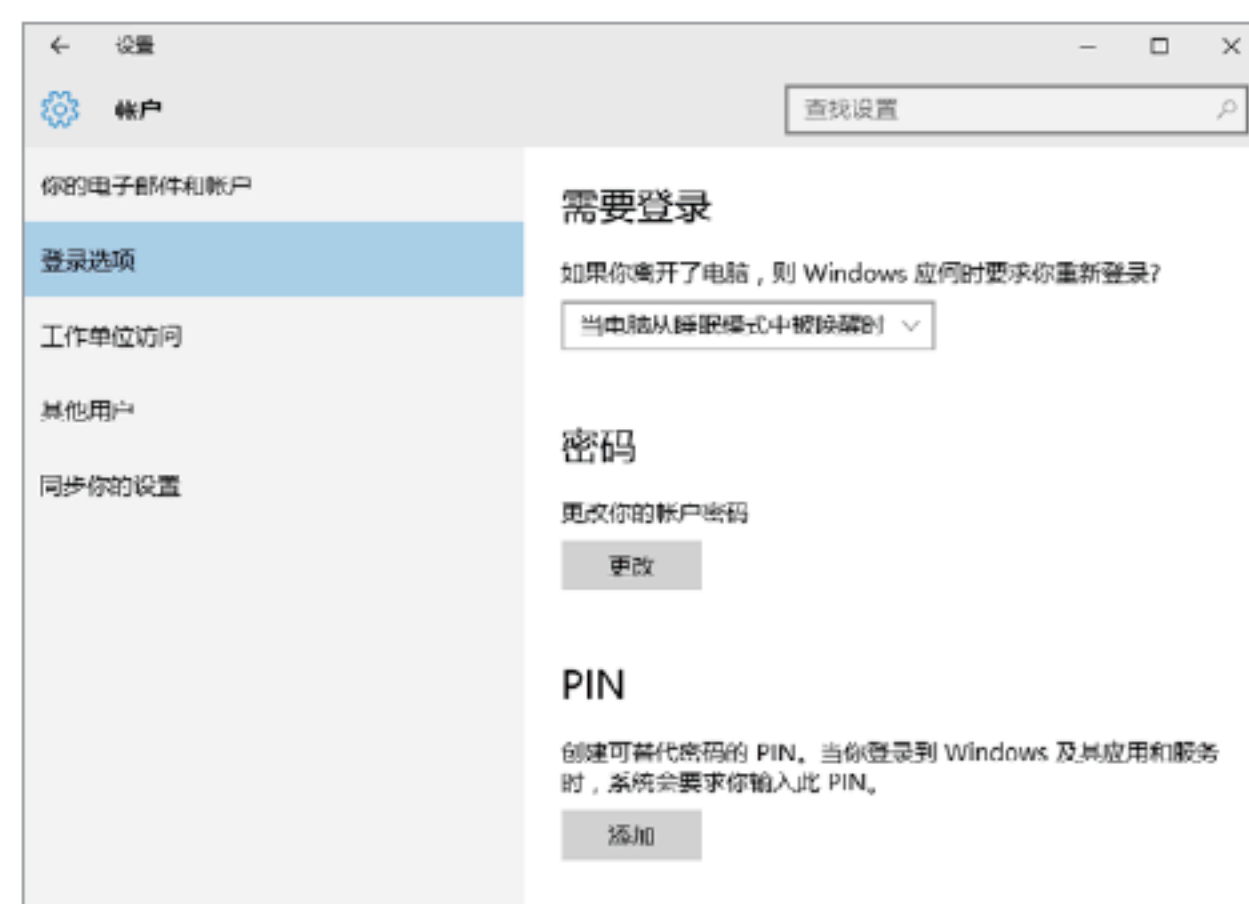 设置
帐户
查找设置
你的电子邮件和帐户
登录选项
工作单位访问
其他用户
同步你的设置
需要登录
如果你离开了电脑，则 Windows 应何时要求你重新登录?
当电脑从睡眠模式中被唤醒时
密码
更改你的帐户密码
更改
PIN
创建可替代密码的 PIN。当你登录到 Windows 及其应用和服务
时，系统会要求你输入此 PIN。
添加